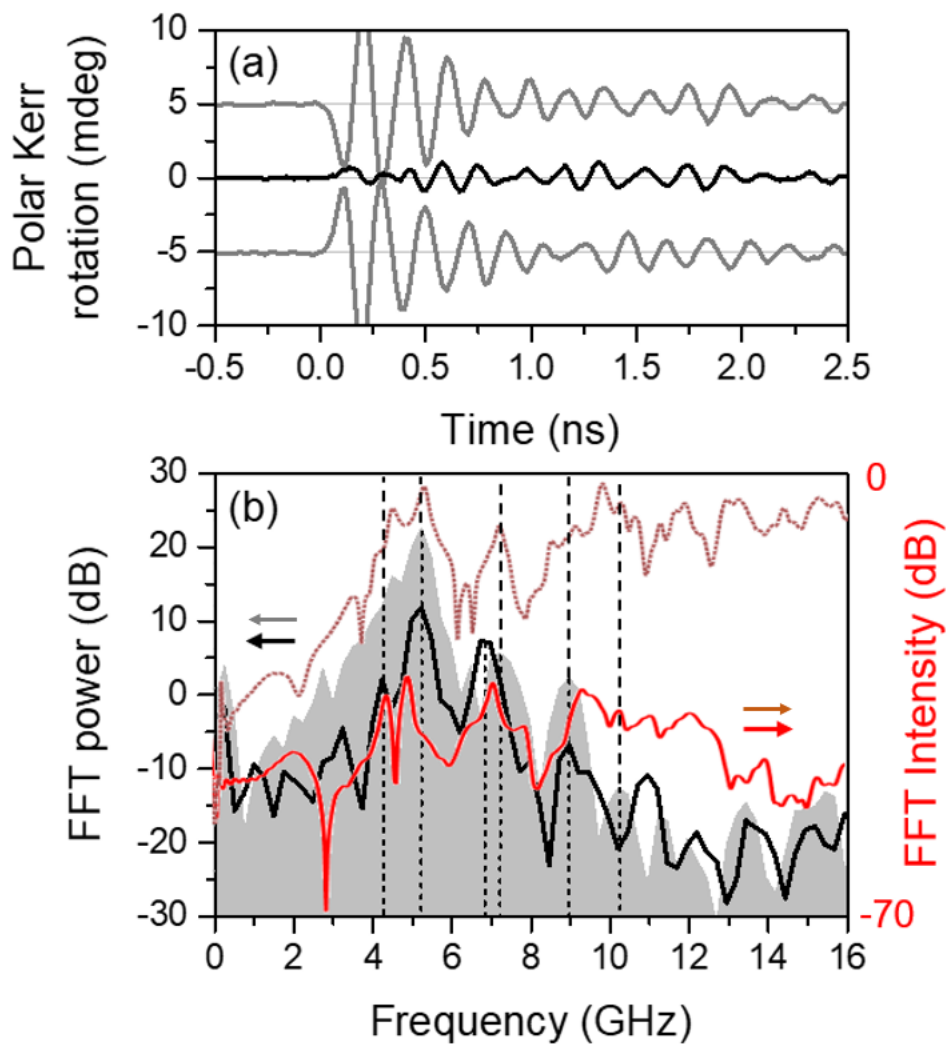 (a)
Polar Kerr
rotation (mdeg)
10
5
0
-5
-10
-0.5 0.0 0.5 1.0 1.5 2.0 2.5
Time (ns)
(b)
FFT power (dB)
30
20
10
0
-10
-20
-30
0
FFT Intensity (dB)
-70
0 2 4 6 8 10 12 14 16
Frequency (GHz)